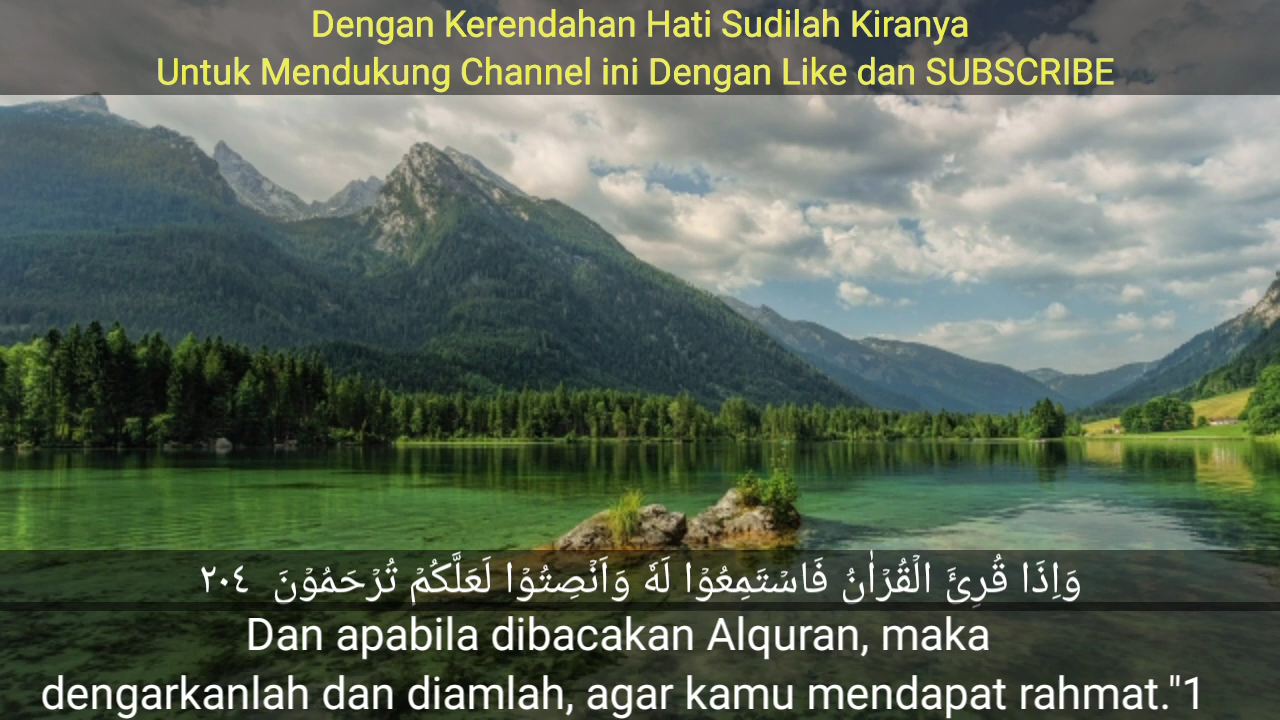 Dengan Kerendahan Hati Sudilah Kiranya
Untuk Mendukung Channel ini Dengan Like dan SUBSCRIBE
وَاِذَا قُرِئَ الْقُرْاٰنُ فَاسْتَمِعُوْا لَهٗ وَاَنْصِتُوْا لَعَلَّكُمْ تُرْحَمُوْنَ ٢٠٤
Dan apabila dibacakan Alquran, maka
dengarkanlah dan diamlah, agar kamu mendapat rahmat."1